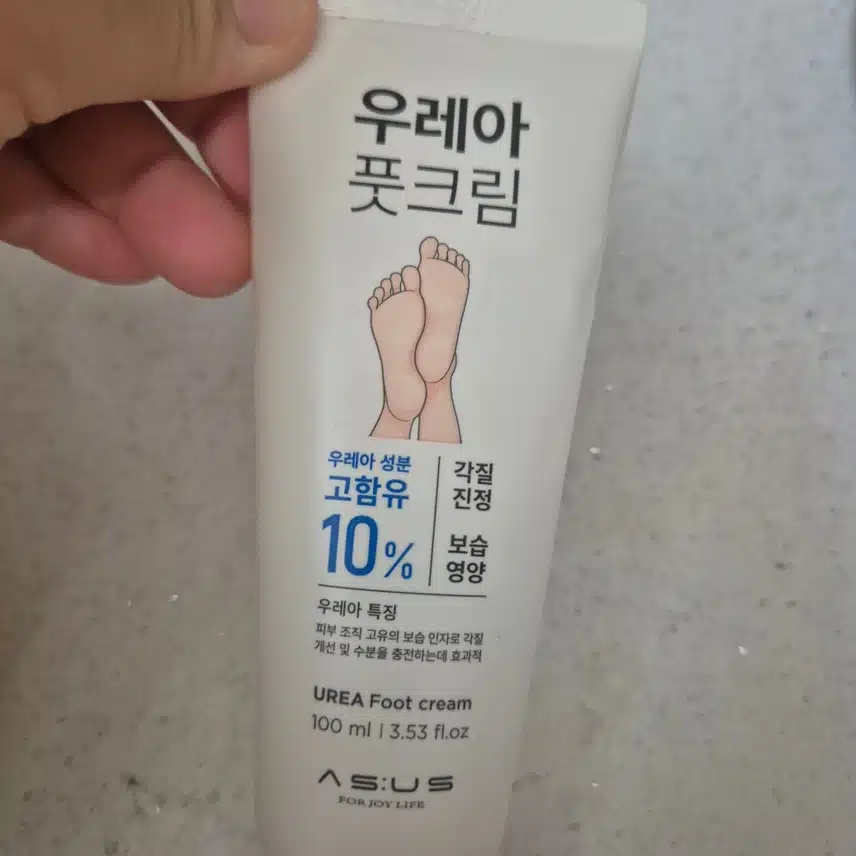 우레아
풋크림
우레아 성분
고함유
10%
각질
진정
보습
영양
우레아 특징
피부 조직 고유의 보습 인자로 각질
개선 및 수분을 충전하는데 효과적
UREA Foot cream
100 ml | 3.53 fl.oz
AS:US
FOR JOY LIFE